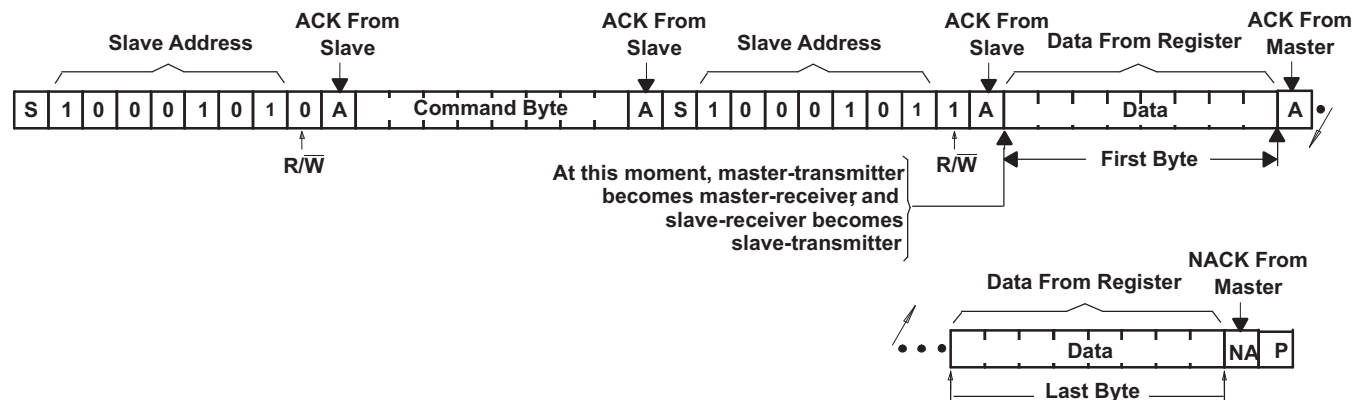 ACK From
Slave
Slave Address
ACK From
Slave
Slave Address
ACK From
Slave
Data From Register
ACK From
Master
S 1 0 0 0 1 0 1 0 A Command Byte A S 1 0 0 0 1 0 1 1 A Data A
R/W̅
R/W̅
First Byte
At this moment, master-transmitter
becomes master-receiver, and
slave-receiver becomes
slave-transmitter
Data From Register
NACK From
Master
Data NA P
Last Byte